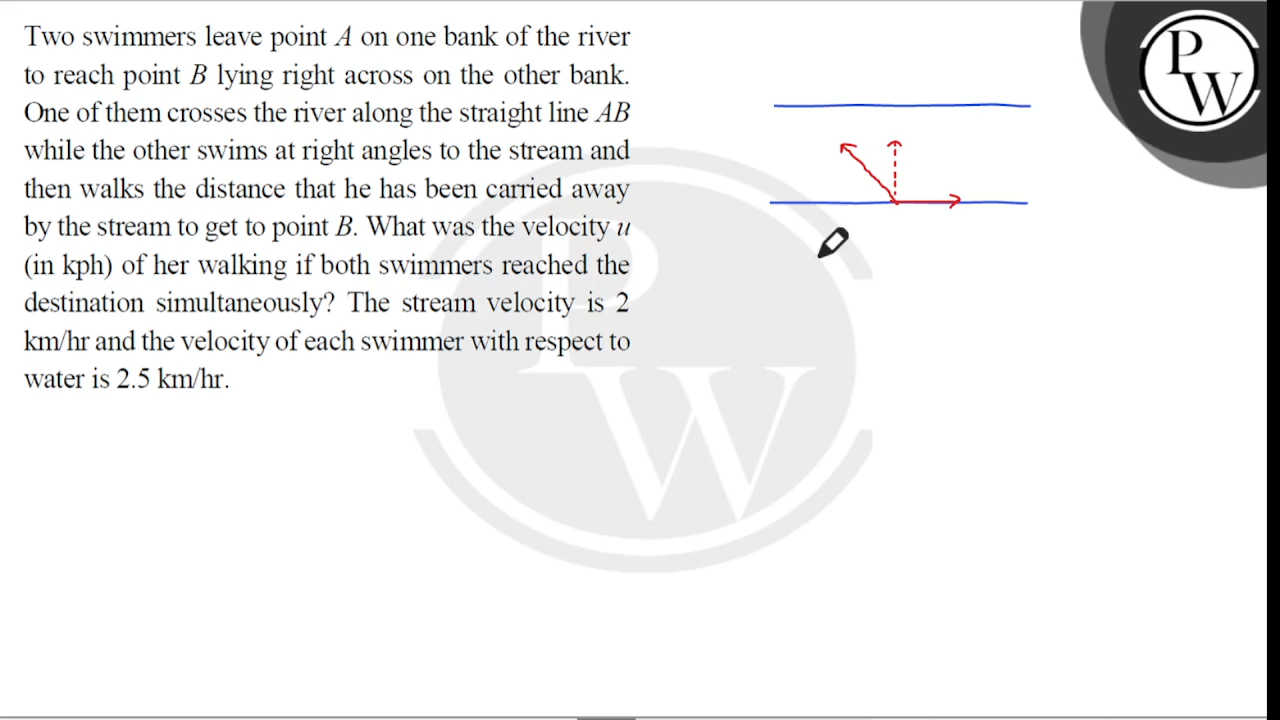 Two swimmers leave point A on one bank of the river
to reach point B lying right across on the other bank.
One of them crosses the river along the straight line AB
while the other swims at right angles to the stream and
then walks the distance that he has been carried away
by the stream to get to point B. What was the velocity u
(in kph) of her walking if both swimmers reached the
destination simultaneously? The stream velocity is 2
km/hr and the velocity of each swimmer with respect to
water is 2.5 km/hr.
P
W
P
W